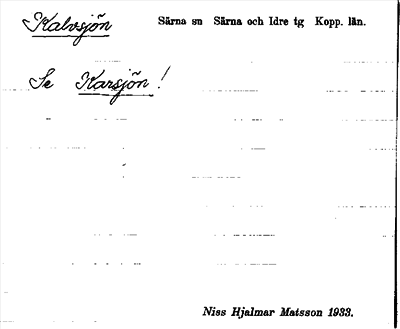 Kalvsjön Särna sn Särna och Idre tg Kopp. län.
Se Karsjön!
Niss Hjalmar Matsson 1933.